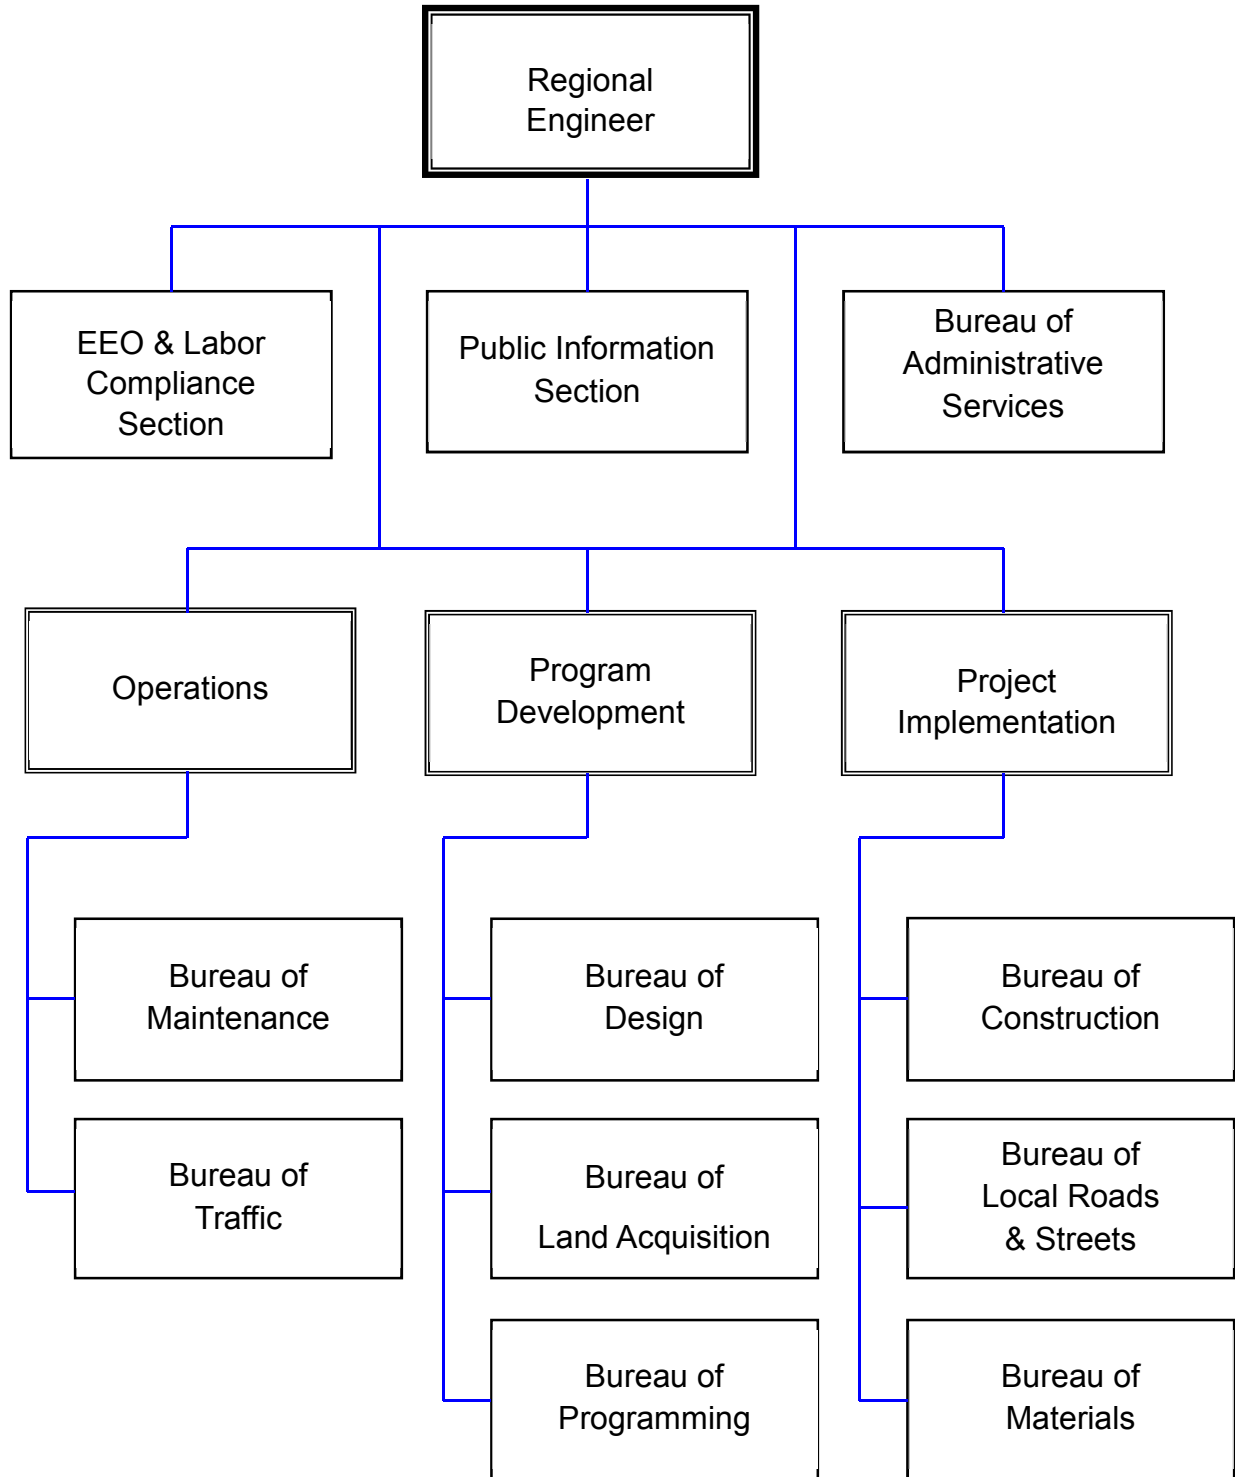 Regional
Engineer
EEO & Labor
Compliance
Section
Public Information
Section
Bureau of
Administrative
Services
Operations
Program
Development
Project
Implementation
Bureau of
Maintenance
Bureau of
Design
Bureau of
Construction
Bureau of
Traffic
Bureau of
Land Acquisition
Bureau of
Local Roads
& Streets
Bureau of
Programming
Bureau of
Materials